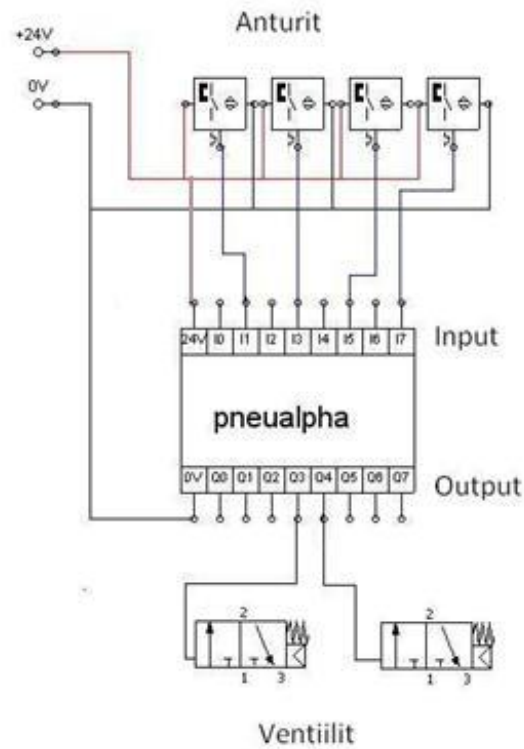 Anturit
+24V
0V
Input
24V I0 I1 I2 I3 I4 I5 I6 I7
pneualpha
0V Q0 Q1 Q2 Q3 Q4 Q5 Q6 Q7
Output
2 2
1 3 1 3
Ventiilit